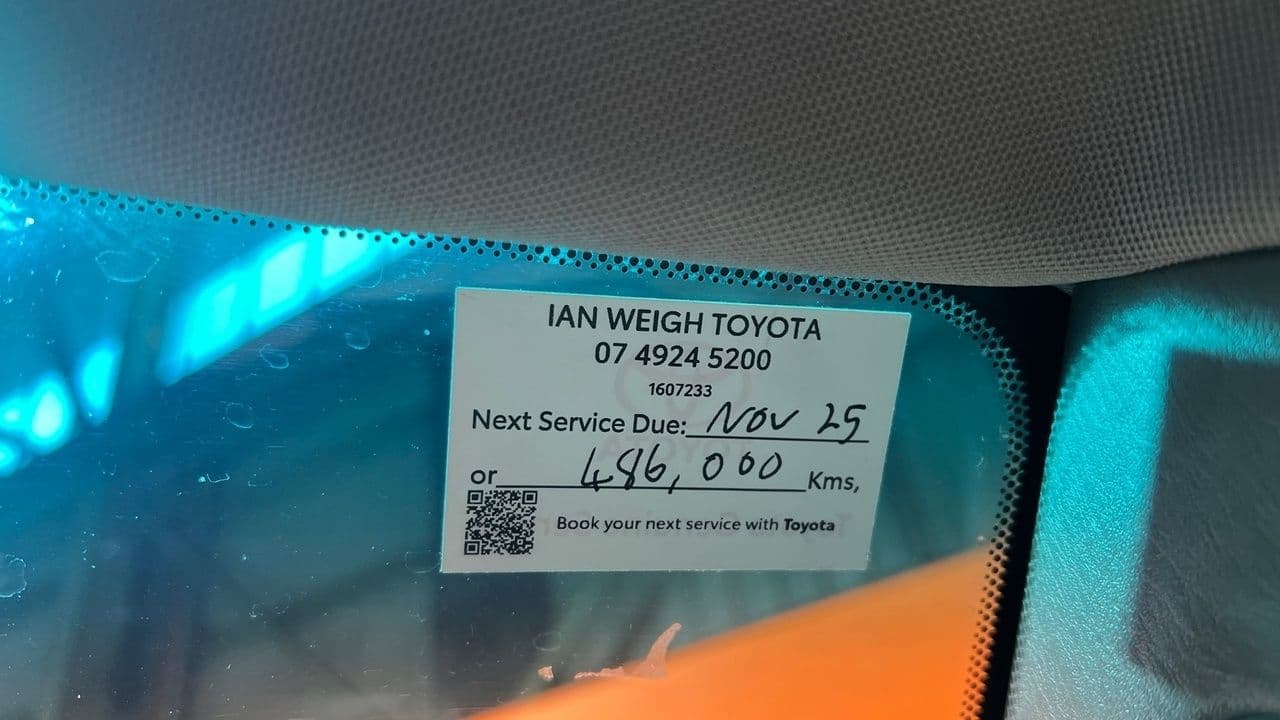 IAN WEIGH TOYOTA
07 4924 5200
1607233
Next Service Due: Nov 25
or 486,000 Kms,
Book your next service with Toyota